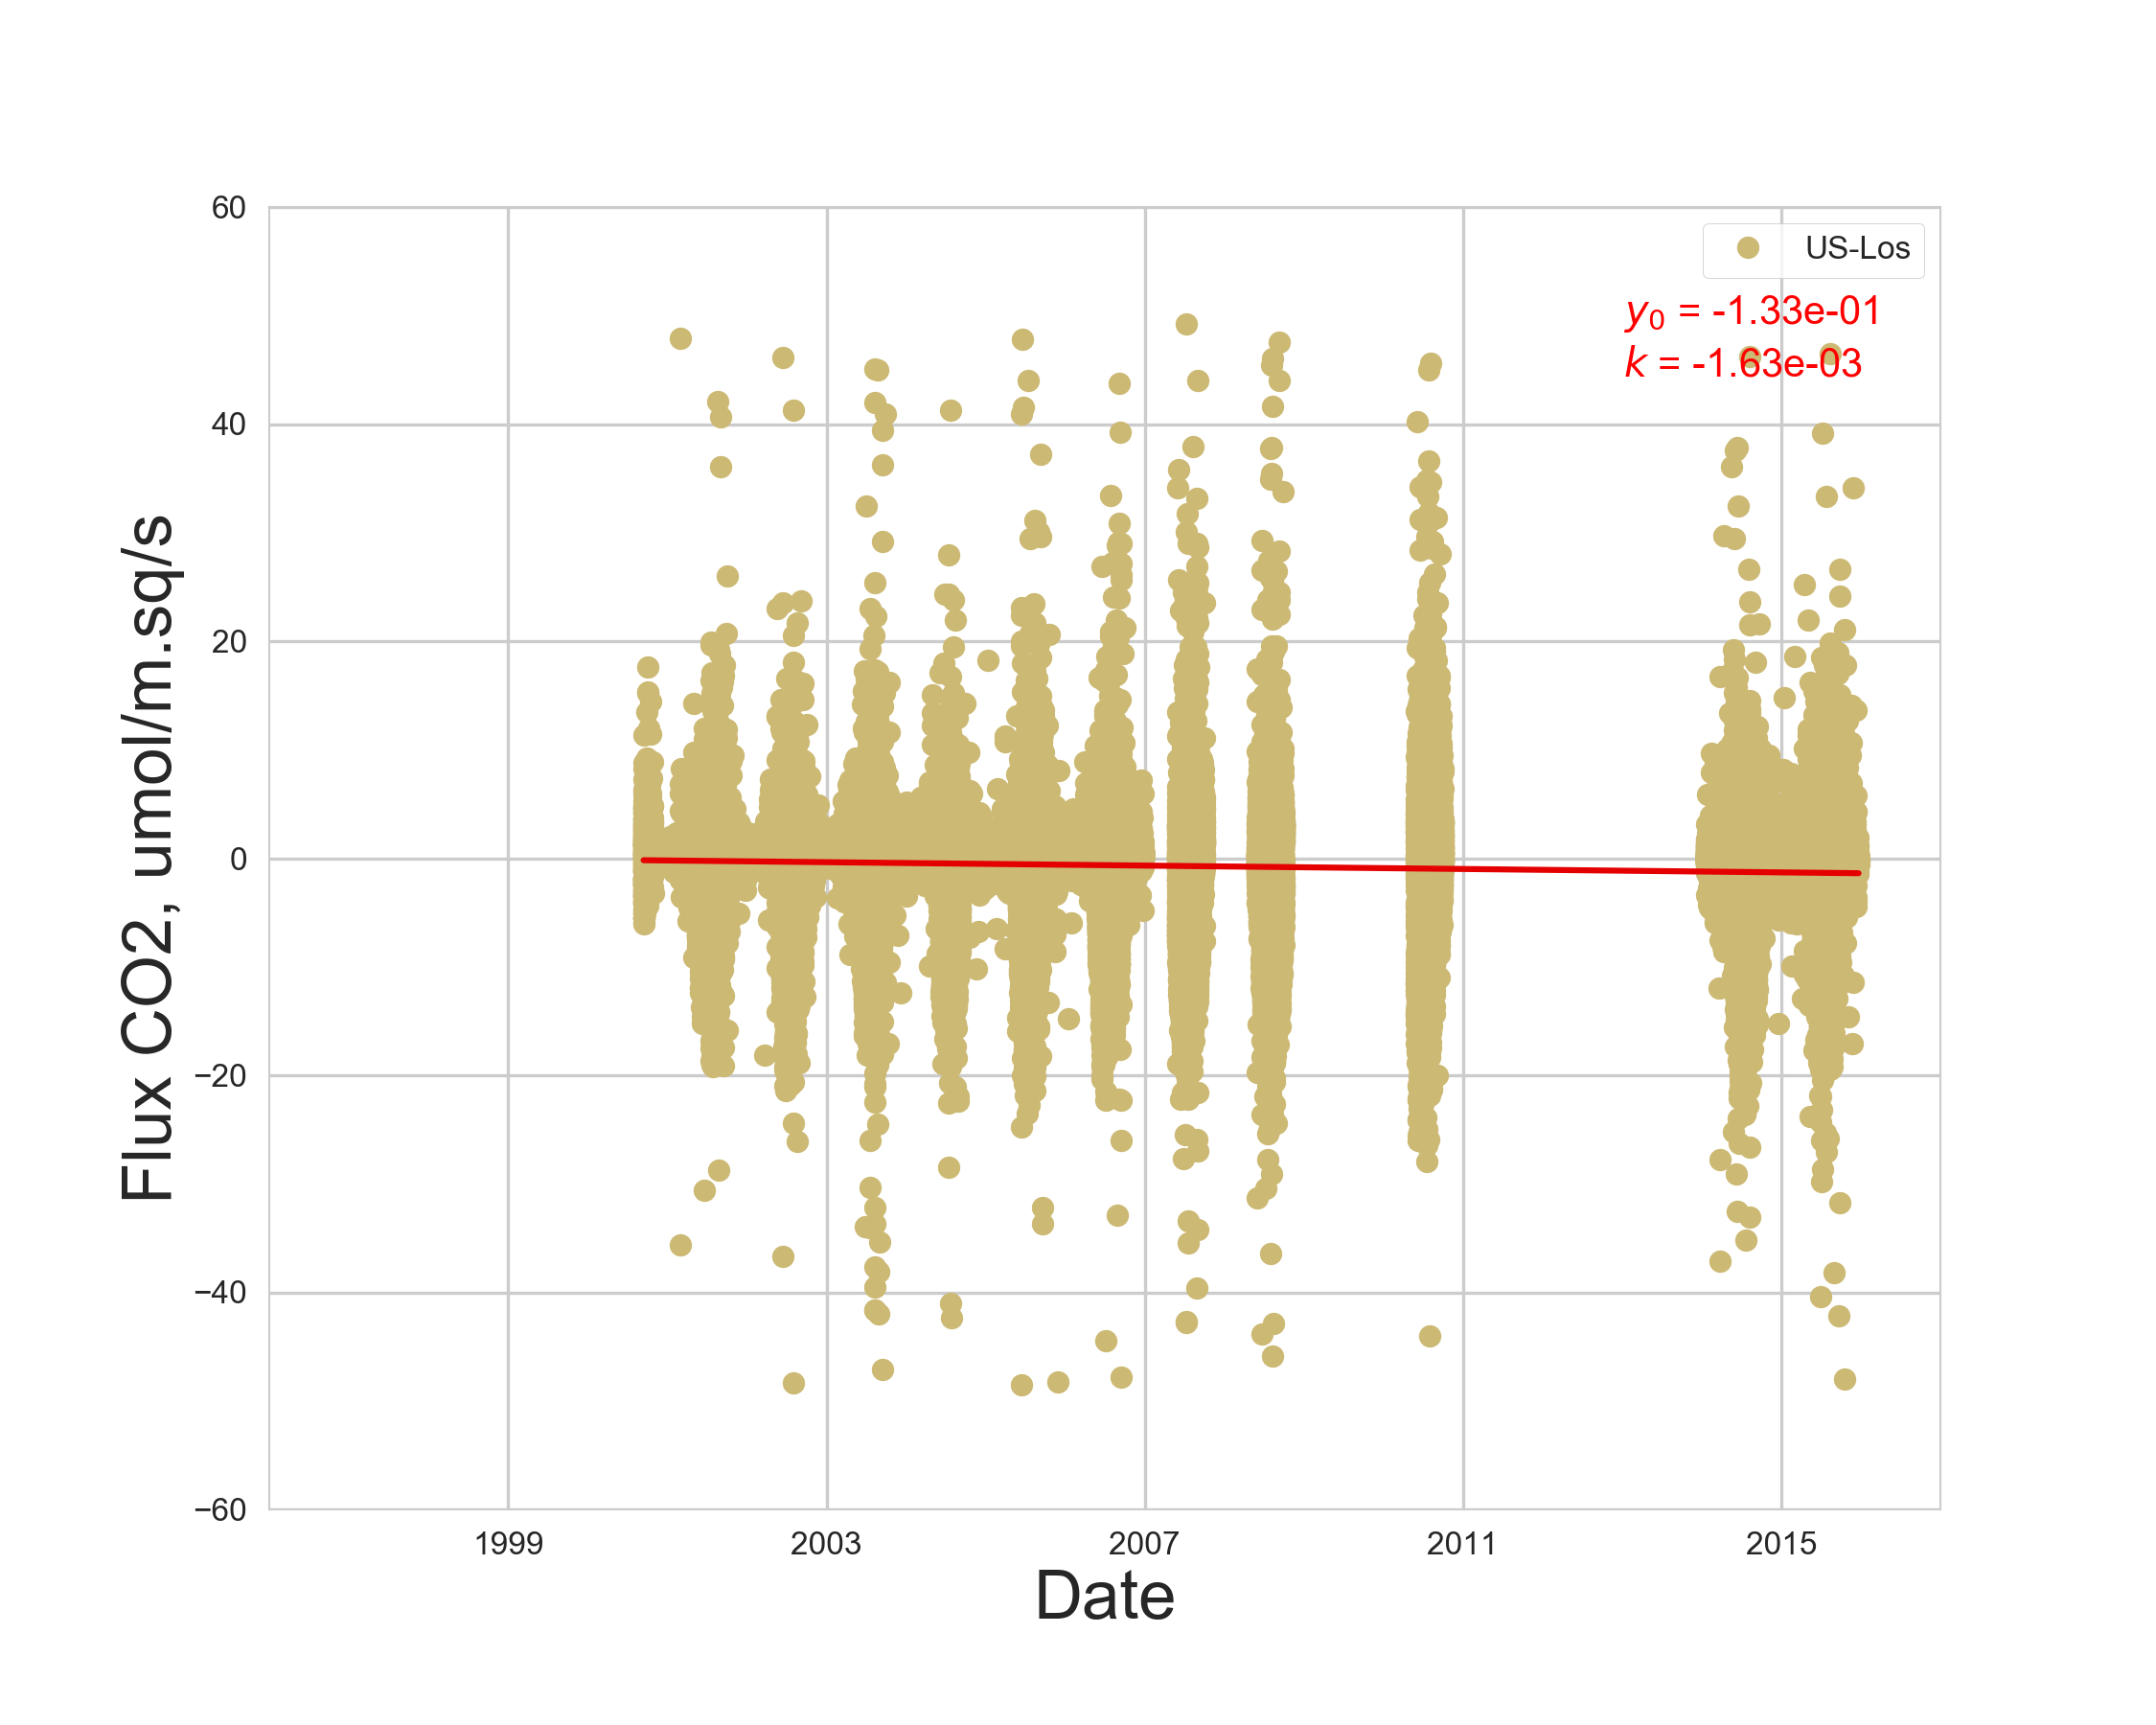 60
40
20
0
−20
−40
−60
Flux CO2, umol/m.sq/s
US-Los
y₀ = -1.33e-01
k = -1.63e-03
1999 2003 2007 2011 2015
Date